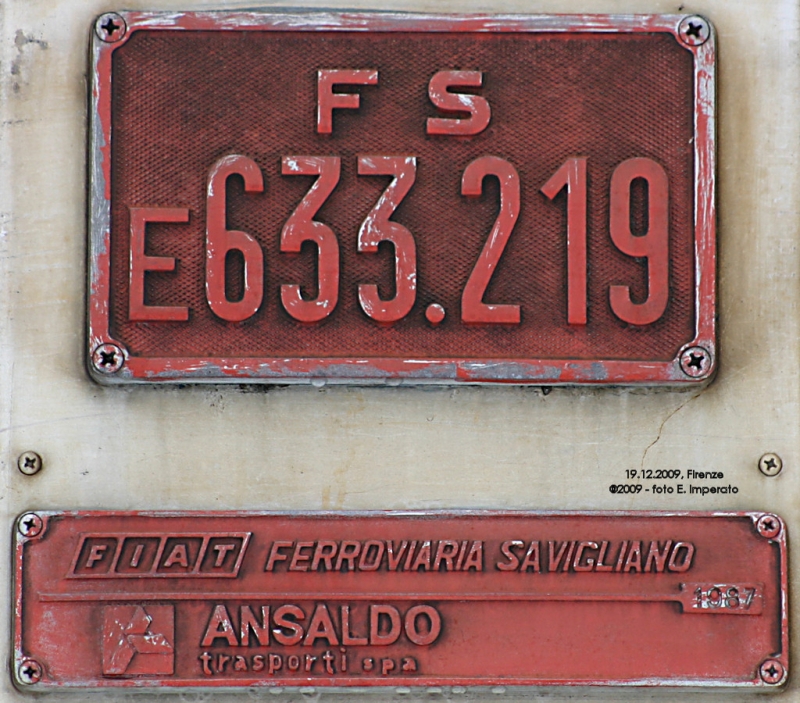 FS
E633.219
19.12.2009, Firenze
©2009 - foto E. Imperato
FIAT FERROVIARIA SAVIGLIANO
1987
ANSALDO
trasporti spa